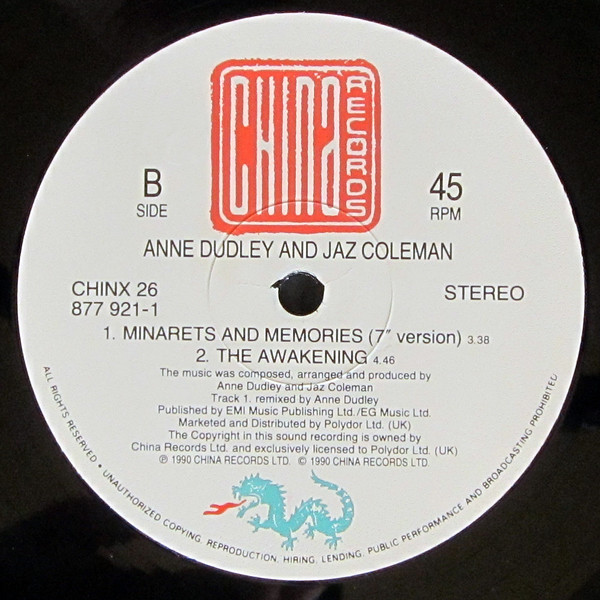 CHINA
RECORDS
B
SIDE
45
RPM
ANNE DUDLEY AND JAZ COLEMAN
CHINX 26
877 921-1
STEREO
1. MINARETS AND MEMORIES (7″ version) 3.38
2. THE AWAKENING 4.46
The music was composed, arranged and produced by
Anne Dudley and Jaz Coleman
Track 1. remixed by Anne Dudley
Published by EMI Music Publishing Ltd./EG Music Ltd.
Marketed and Distributed by Polydor Ltd. (UK)
The Copyright in this sound recording is owned by
China Records Ltd. and exclusively licensed to Polydor Ltd. (UK)
℗ 1990 CHINA RECORDS LTD. © 1990 CHINA RECORDS LTD.
ALL RIGHTS RESERVED • UNAUTHORIZED COPYING, REPRODUCTION, HIRING, LENDING, PUBLIC PERFORMANCE AND BROADCASTING PROHIBITED